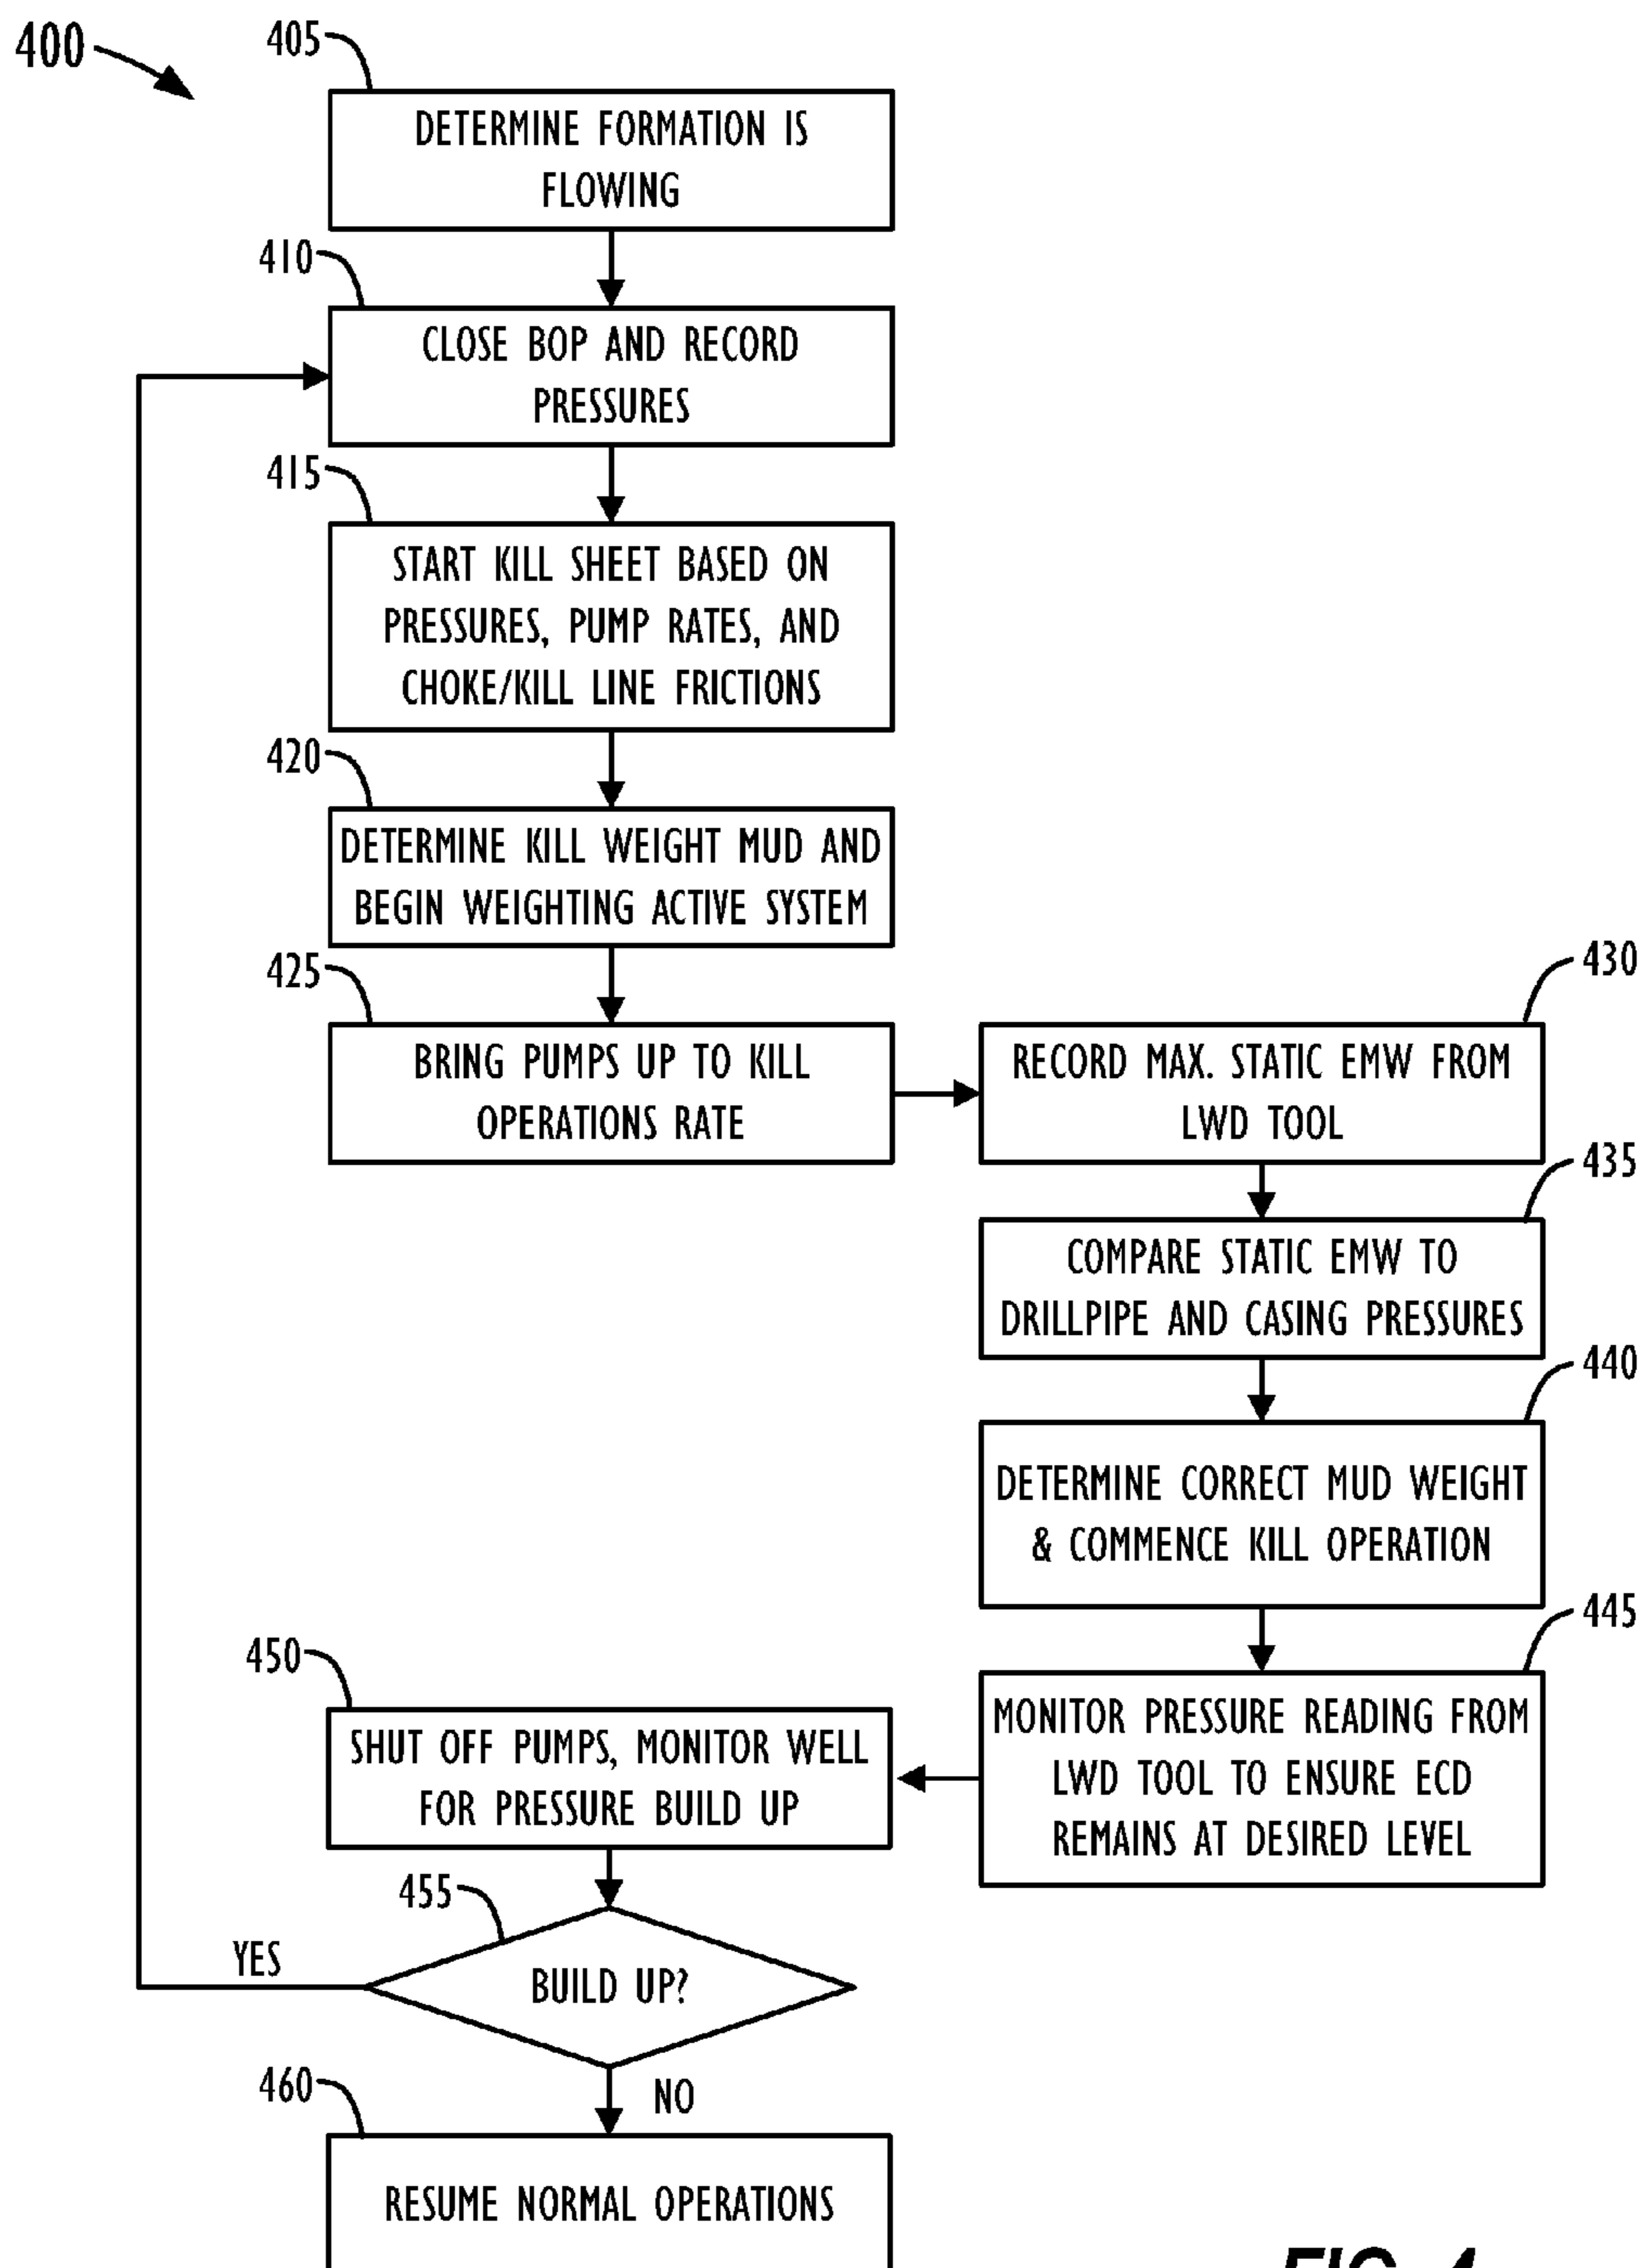 400
405
DETERMINE FORMATION IS
FLOWING
410
CLOSE BOP AND RECORD
PRESSURES
415
START KILL SHEET BASED ON
PRESSURES, PUMP RATES, AND
CHOKE/KILL LINE FRICTIONS
420
DETERMINE KILL WEIGHT MUD AND
BEGIN WEIGHTING ACTIVE SYSTEM
425
BRING PUMPS UP TO KILL
OPERATIONS RATE
430
RECORD MAX. STATIC EMW FROM
LWD TOOL
435
COMPARE STATIC EMW TO
DRILLPIPE AND CASING PRESSURES
440
DETERMINE CORRECT MUD WEIGHT
& COMMENCE KILL OPERATION
445
MONITOR PRESSURE READING FROM
LWD TOOL TO ENSURE ECD
REMAINS AT DESIRED LEVEL
450
SHUT OFF PUMPS, MONITOR WELL
FOR PRESSURE BUILD UP
455
BUILD UP?
YES
NO
460
RESUME NORMAL OPERATIONS
FIG. 4